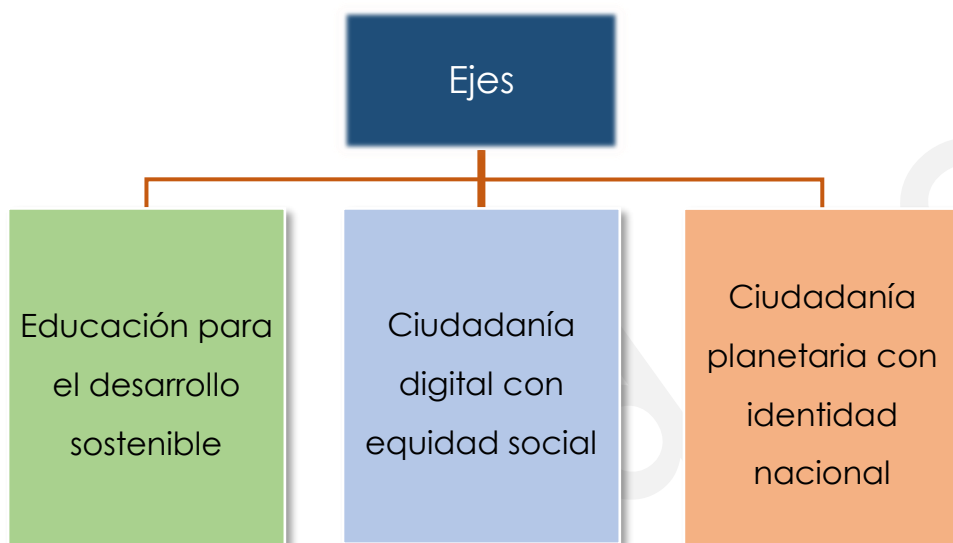 Ejes
Educación para
el desarrollo
sostenible
Ciudadanía
digital con
equidad social
Ciudadanía
planetaria con
identidad
nacional